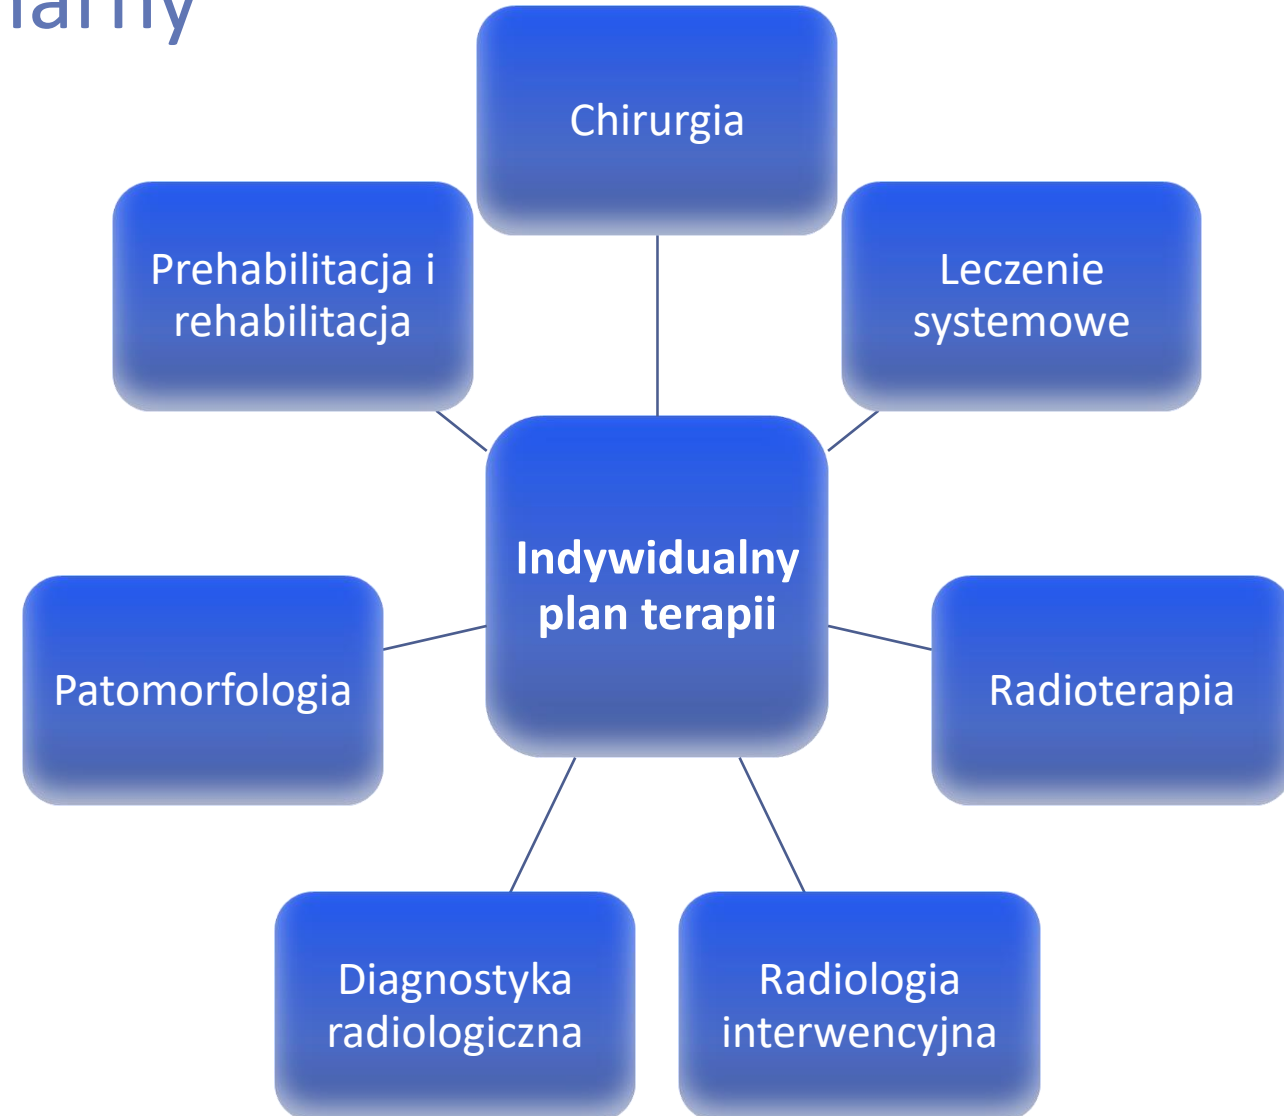 Chirurgia
Prehabilitacja i
rehabilitacja
Leczenie
systemowe
Indywidualny
plan terapii
Patomorfologia
Radioterapia
Diagnostyka
radiologiczna
Radiologia
interwencyjna